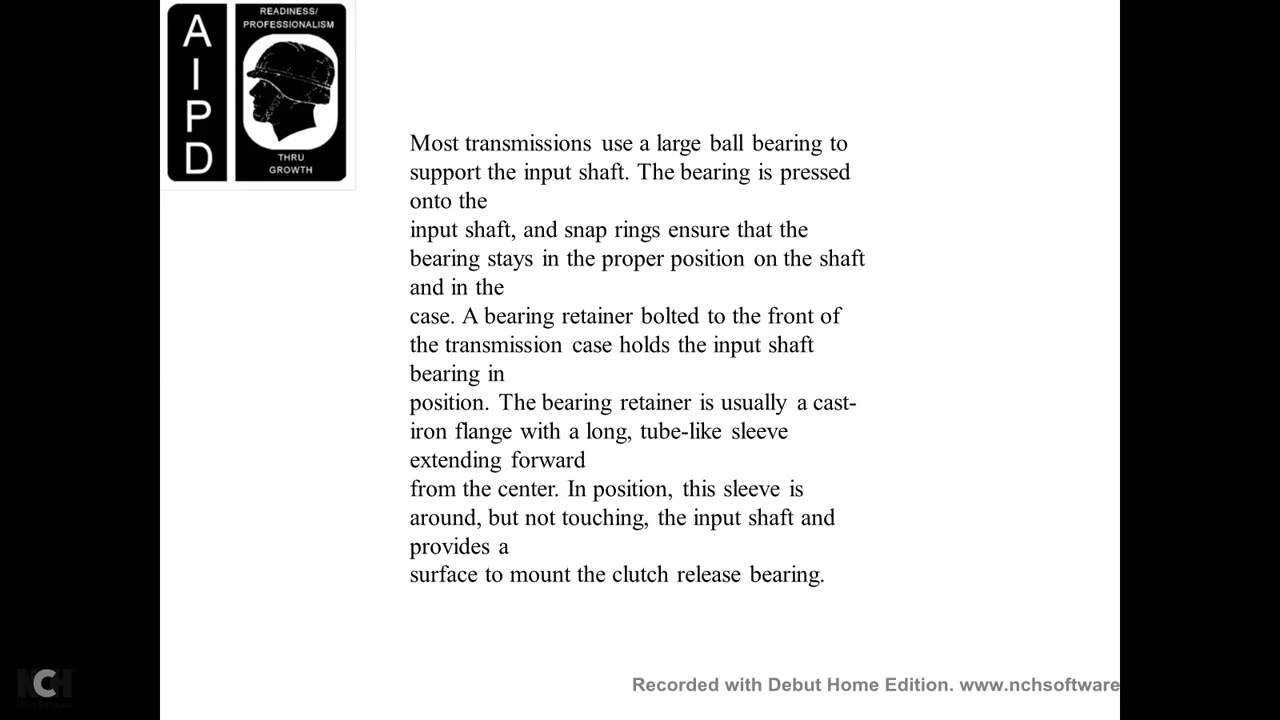 A
I
P
D
READINESS/
PROFESSIONALISM
THRU
GROWTH
Most transmissions use a large ball bearing to
support the input shaft. The bearing is pressed
onto the
input shaft, and snap rings ensure that the
bearing stays in the proper position on the shaft
and in the
case. A bearing retainer bolted to the front of
the transmission case holds the input shaft
bearing in
position. The bearing retainer is usually a cast-
iron flange with a long, tube-like sleeve
extending forward
from the center. In position, this sleeve is
around, but not touching, the input shaft and
provides a
surface to mount the clutch release bearing.
NCH
NCH Software
Recorded with Debut Home Edition. www.nchsoftware